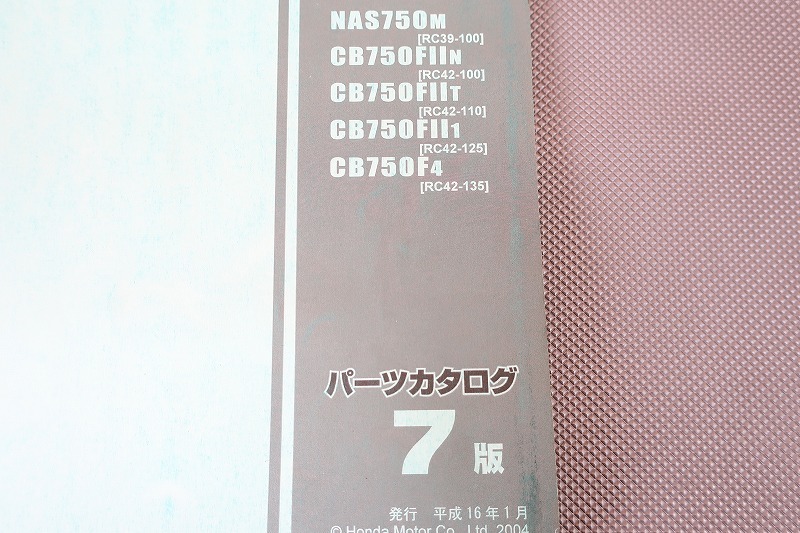 NAS750M
[RC39-100]
CB750FIIN
[RC42-100]
CB750FIIT
[RC42-110]
CB750FII1
[RC42-125]
CB750F4
[RC42-135]
パーツカタログ
7版
発行 平成16年1月
© Honda Motor Co., Ltd. 2004